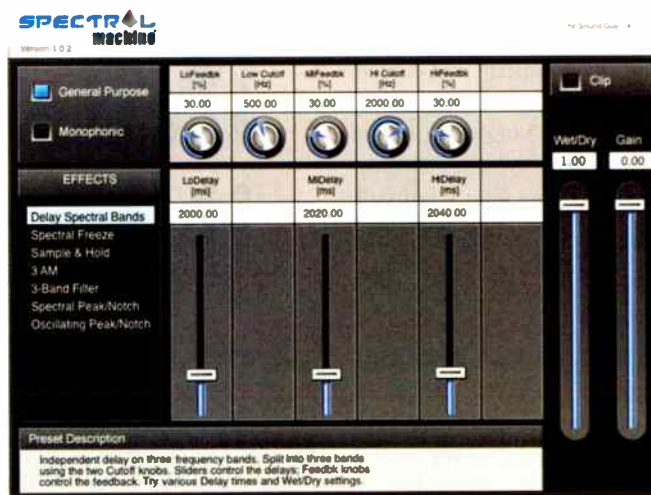 SPECTRAL
machine
Version 1.0.2
The Sound Guy
General Purpose
Monophonic
LoFeedbk [%]
Low Cutoff [Hz]
MiFeedbk [%]
Hi Cutoff [Hz]
HiFeedbk [%]
30.00
500.00
30.00
2000.00
30.00
Clip
Wet/Dry
Gain
1.00
0.00
EFFECTS
Delay Spectral Bands
Spectral Freeze
Sample & Hold
3 AM
3-Band Filter
Spectral Peak/Notch
Oscillating Peak/Notch
LoDelay [ms]
MiDelay [ms]
HiDelay [ms]
2000.00
2020.00
2040.00
Preset Description
Independent delay on three frequency bands. Split into three bands
using the two Cutoff knobs. Sliders control the delays; Feedbk knobs
control the feedback. Try various Delay times and Wet/Dry settings.